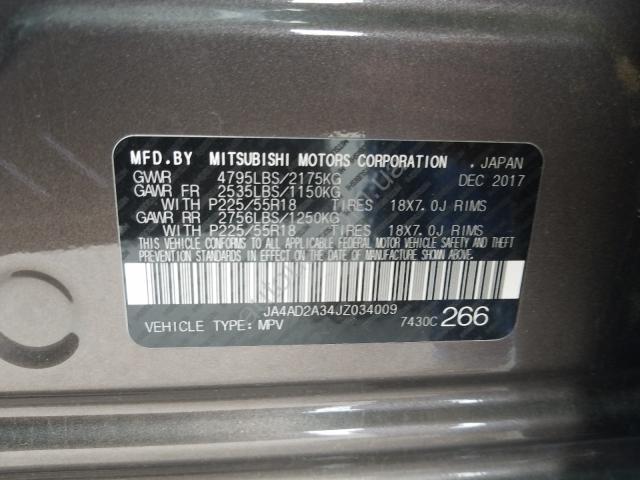 MFD.BY MITSUBISHI MOTORS CORPORATION , JAPAN
GVWR 4795LBS/2175KG DEC 2017
GAWR FR 2535LBS/1150KG
WITH P225/55R18 TIRES 18X7.0J RIMS
GAWR RR 2756LBS/1250KG
WITH P225/55R18 TIRES 18X7.0J RIMS
THIS VEHICLE CONFORMS TO ALL APPLICABLE FEDERAL MOTOR VEHICLE SAFETY AND THEFT
PREVENTION STANDARDS IN EFFECT ON THE DATE OF MANUFACTURE SHOWN ABOVE.
JA4AD2A34JZ034009
VEHICLE TYPE: MPV 7430C 266